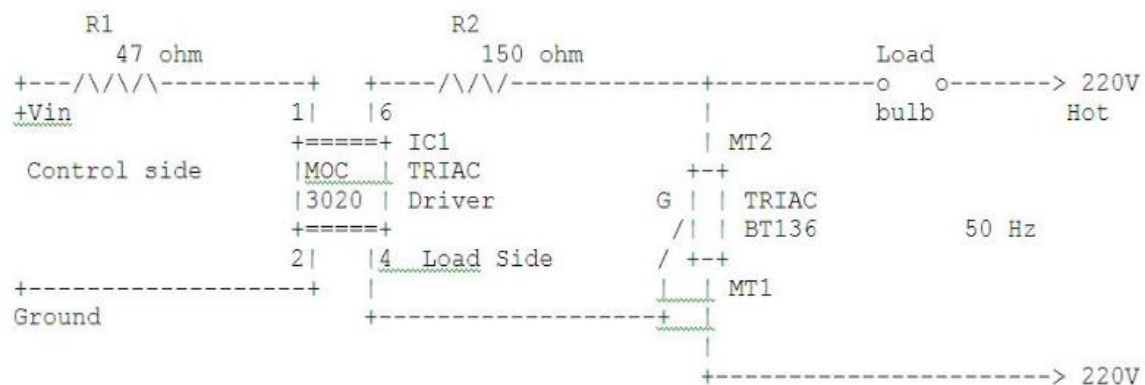 R1 R2
47 ohm 150 ohm Load
+---/\/\/\----------+ +----/\/\/-------------+-----------o o-------> 220V
+Vin 1| |6 | bulb Hot
+=====+ IC1 | MT2
Control side |MOC | TRIAC +-+
|3020 | Driver G | | TRIAC
+=====+ /| | BT136 50 Hz
2| |4 Load Side / +-+
+-------------------+ | | | MT1
Ground +-------------------+ |
|
+-----------------------> 220V